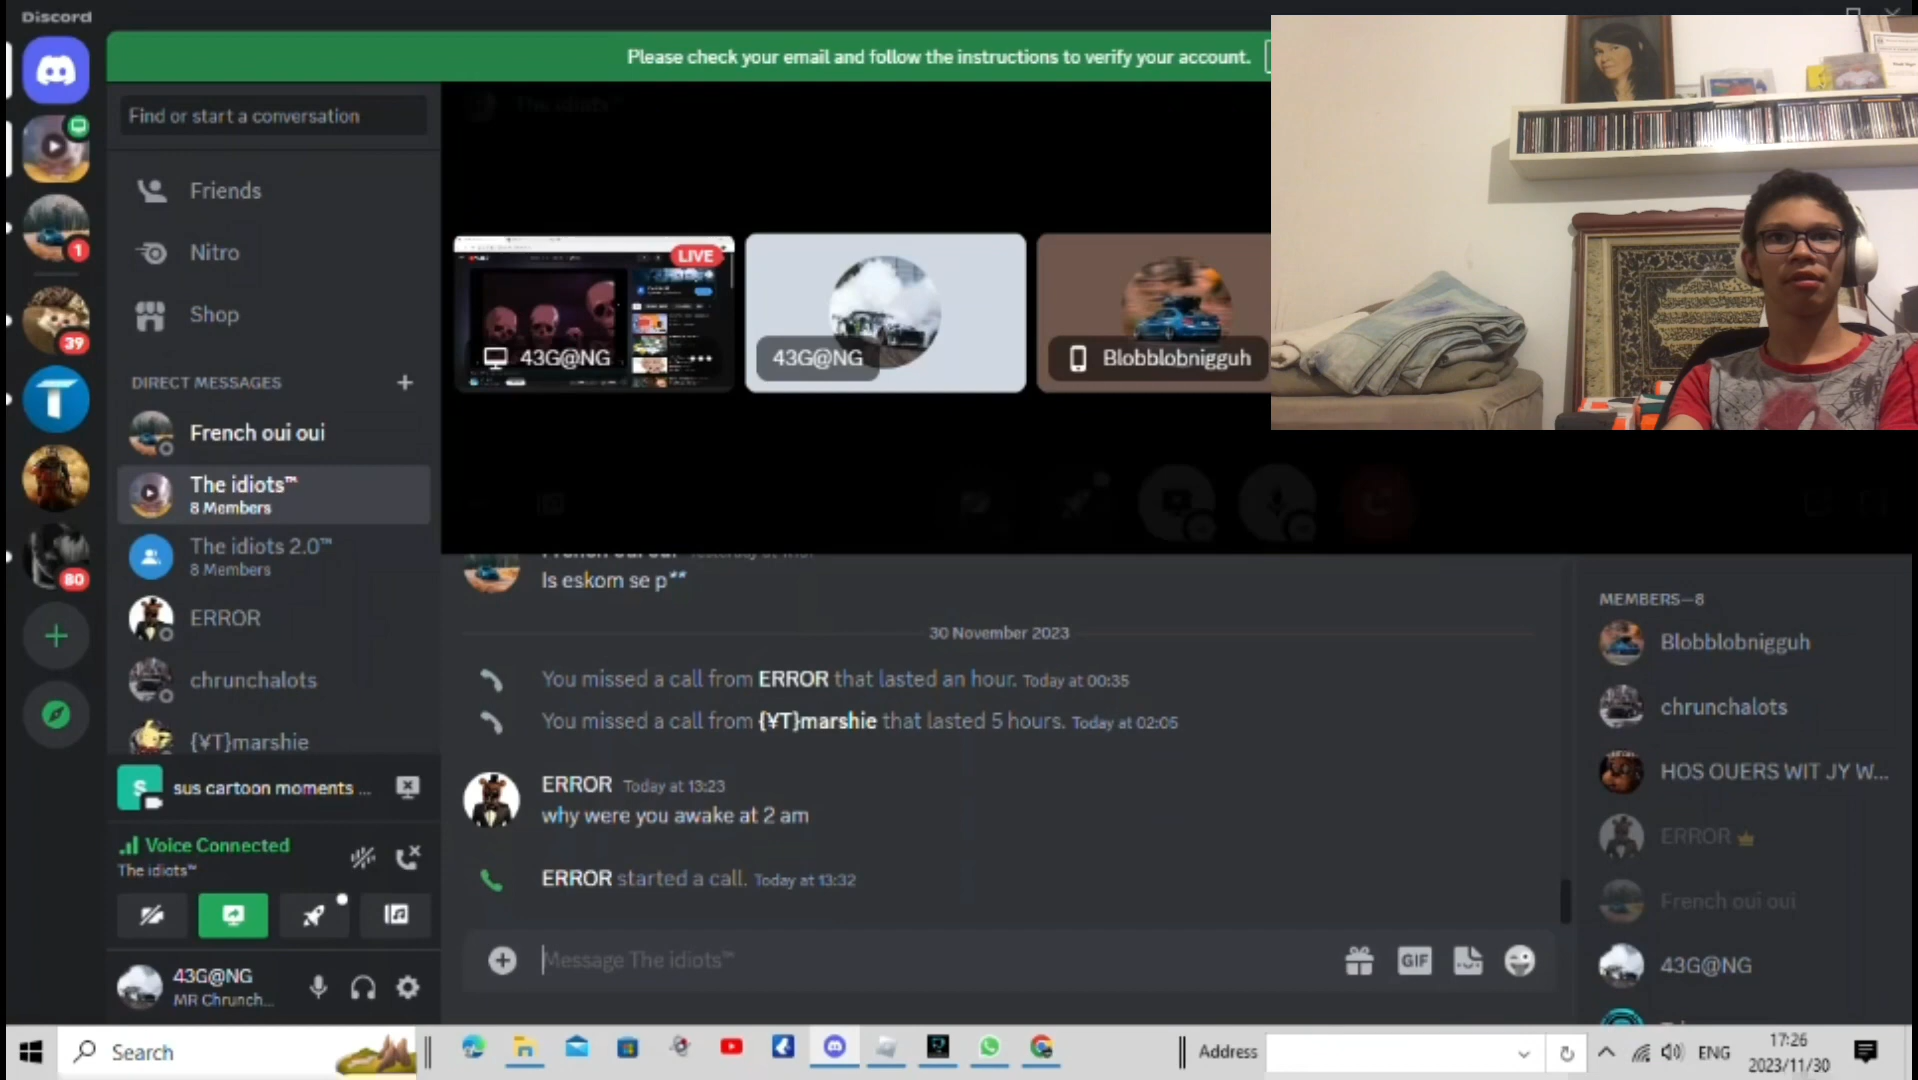 Discord
Please check your email and follow the instructions to verify your account.
Find or start a conversation
Friends
Nitro
Shop
DIRECT MESSAGES
French oui oui
The idiots™
8 Members
The idiots 2.0™
8 Members
ERROR
chrunchalots
{¥T}marshie
sus cartoon moments ...
Voice Connected
The idiots™
43G@NG
MR Chrunch...
1
39
80
The idiots™
LIVE
43G@NG
43G@NG
Blobblobnigguh
French oui oui Yesterday at
Is eskom se p**
30 November 2023
You missed a call from ERROR that lasted an hour. Today at 00:35
You missed a call from {¥T}marshie that lasted 5 hours. Today at 02:05
ERROR Today at 13:23
why were you awake at 2 am
ERROR started a call. Today at 13:32
Message The idiots™
GIF
MEMBERS—8
Blobblobnigguh
chrunchalots
HOS OUERS WIT JY W...
ERROR
French oui oui
43G@NG
Search
Address
ENG
17:26
2023/11/30